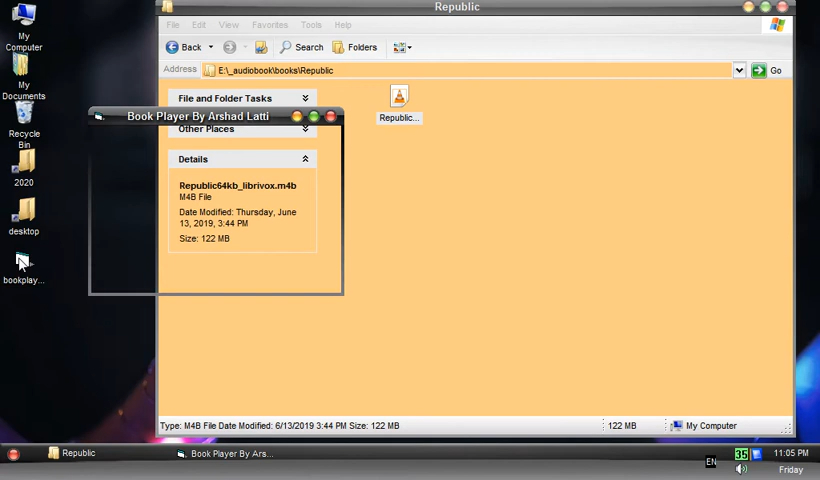 Republic
File Edit View Favorites Tools Help
Back Search Folders
Address E:\_audiobook\books\Republic Go
My Computer
My Documents
Recycle Bin
2020
desktop
bookplay...
File and Folder Tasks
Book Player By Arshad Latti
Other Places
Details
Republic64kb_librivox.m4b
M4B File
Date Modified: Thursday, June
13, 2019, 3:44 PM
Size: 122 MB
Republic...
Type: M4B File Date Modified: 6/13/2019 3:44 PM Size: 122 MB
122 MB
My Computer
Republic
Book Player By Ars...
EN
35
11:05 PM
Friday